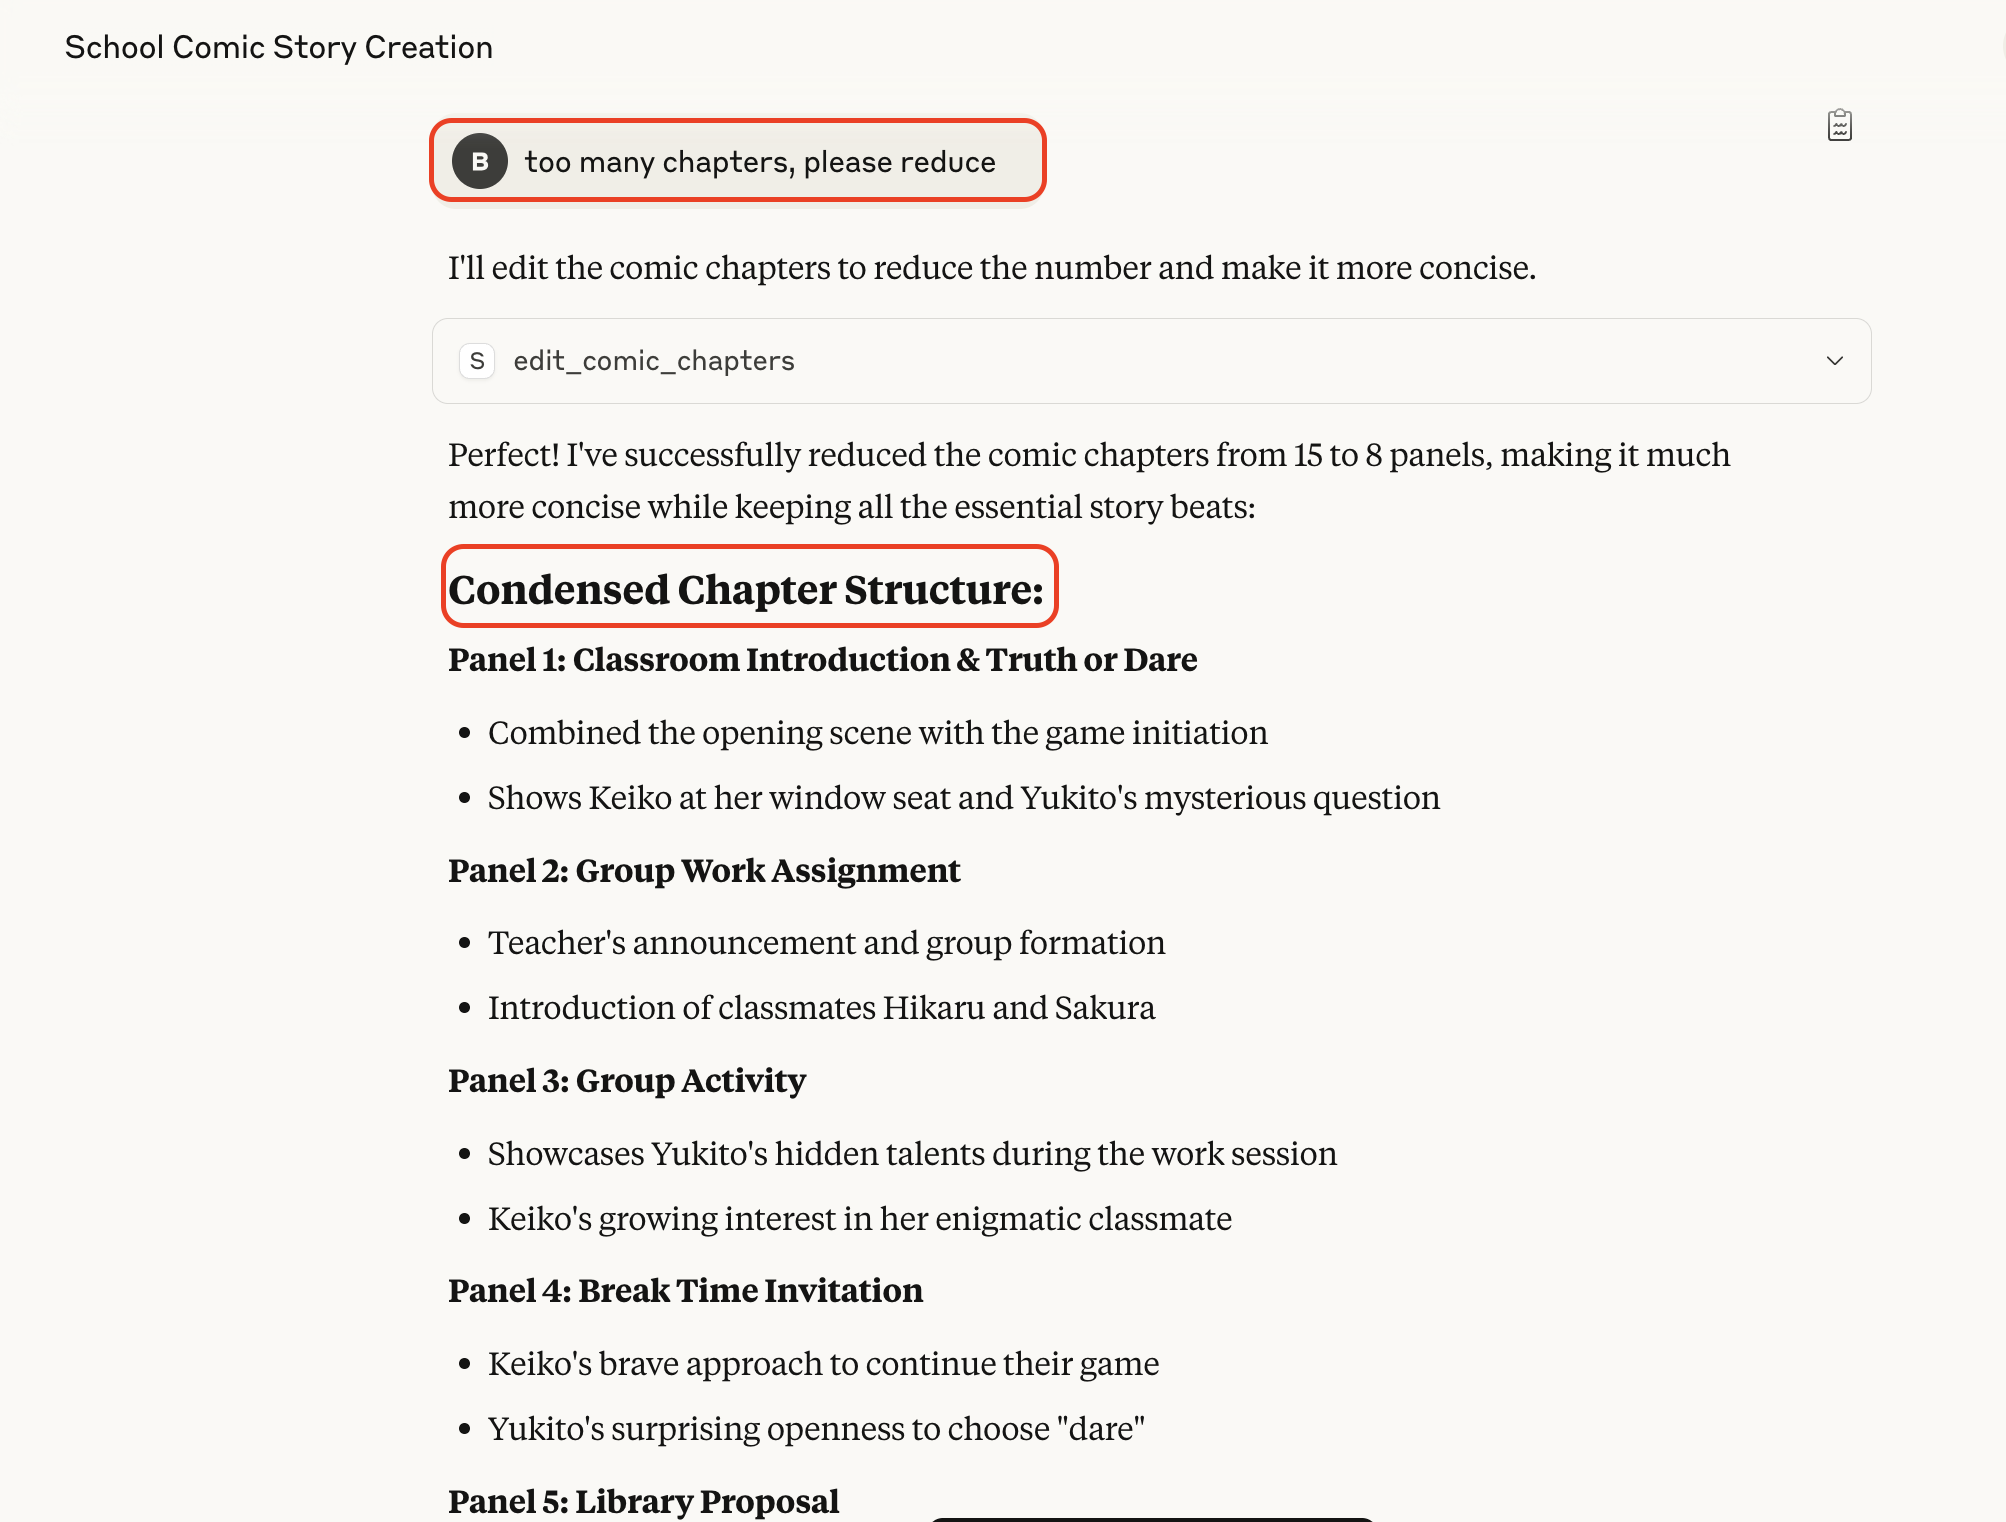 School Comic Story Creation
B too many chapters, please reduce
I'll edit the comic chapters to reduce the number and make it more concise.
S edit_comic_chapters
Perfect! I've successfully reduced the comic chapters from 15 to 8 panels, making it much
more concise while keeping all the essential story beats:
Condensed Chapter Structure:
Panel 1: Classroom Introduction & Truth or Dare
• Combined the opening scene with the game initiation
• Shows Keiko at her window seat and Yukito's mysterious question
Panel 2: Group Work Assignment
• Teacher's announcement and group formation
• Introduction of classmates Hikaru and Sakura
Panel 3: Group Activity
• Showcases Yukito's hidden talents during the work session
• Keiko's growing interest in her enigmatic classmate
Panel 4: Break Time Invitation
• Keiko's brave approach to continue their game
• Yukito's surprising openness to choose "dare"
Panel 5: Library Proposal